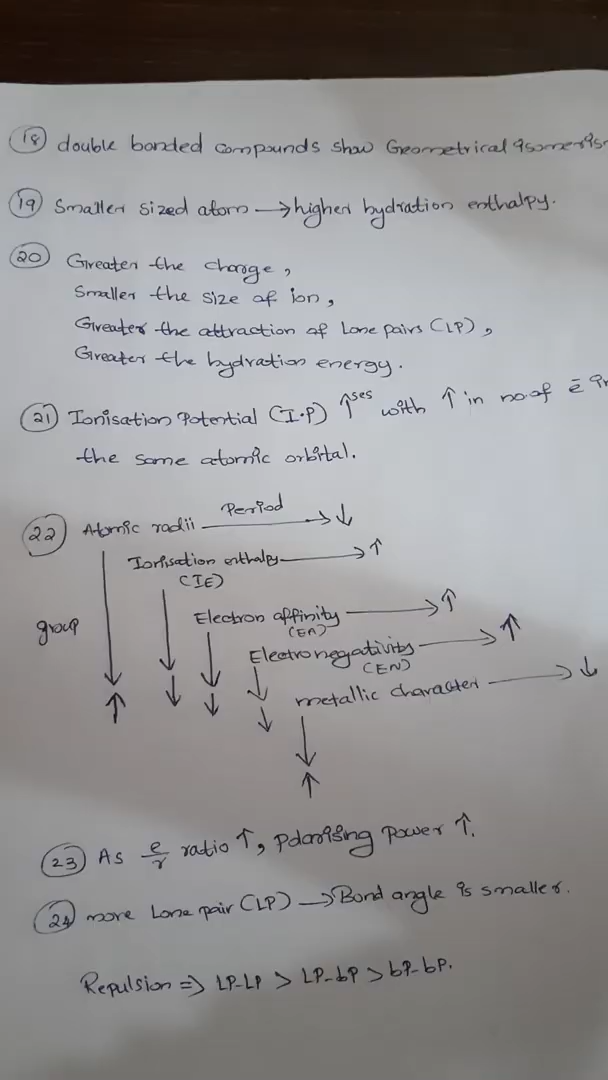 (18) double bonded compounds show Geometrical isomeris
(19) Smaller sized atom → higher hydration enthalpy.
(20) Greater the charge,
Smaller the size of ion,
Greater the attraction of Lone pairs (LP),
Greater the hydration energy.
(21) Ionisation Potential (I.P) ↑ses with ↑ in no.of ē in
the same atomic orbital.
(22) Atomic radii Period → ↓
Ionisation enthalpy → ↑
(IE)
Electron affinity → ↑
(EA)
group
Electronegativity → ↑
(EN)
metallic character → ↓
↑ ↓ ↓ ↓ ↑
(23) As e/r ratio ↑, Polarising Power ↑.
(24) more Lone pair (LP) → Bond angle is smaller.
Repulsion ⇒ LP-LP > LP-bP > bP-bP.